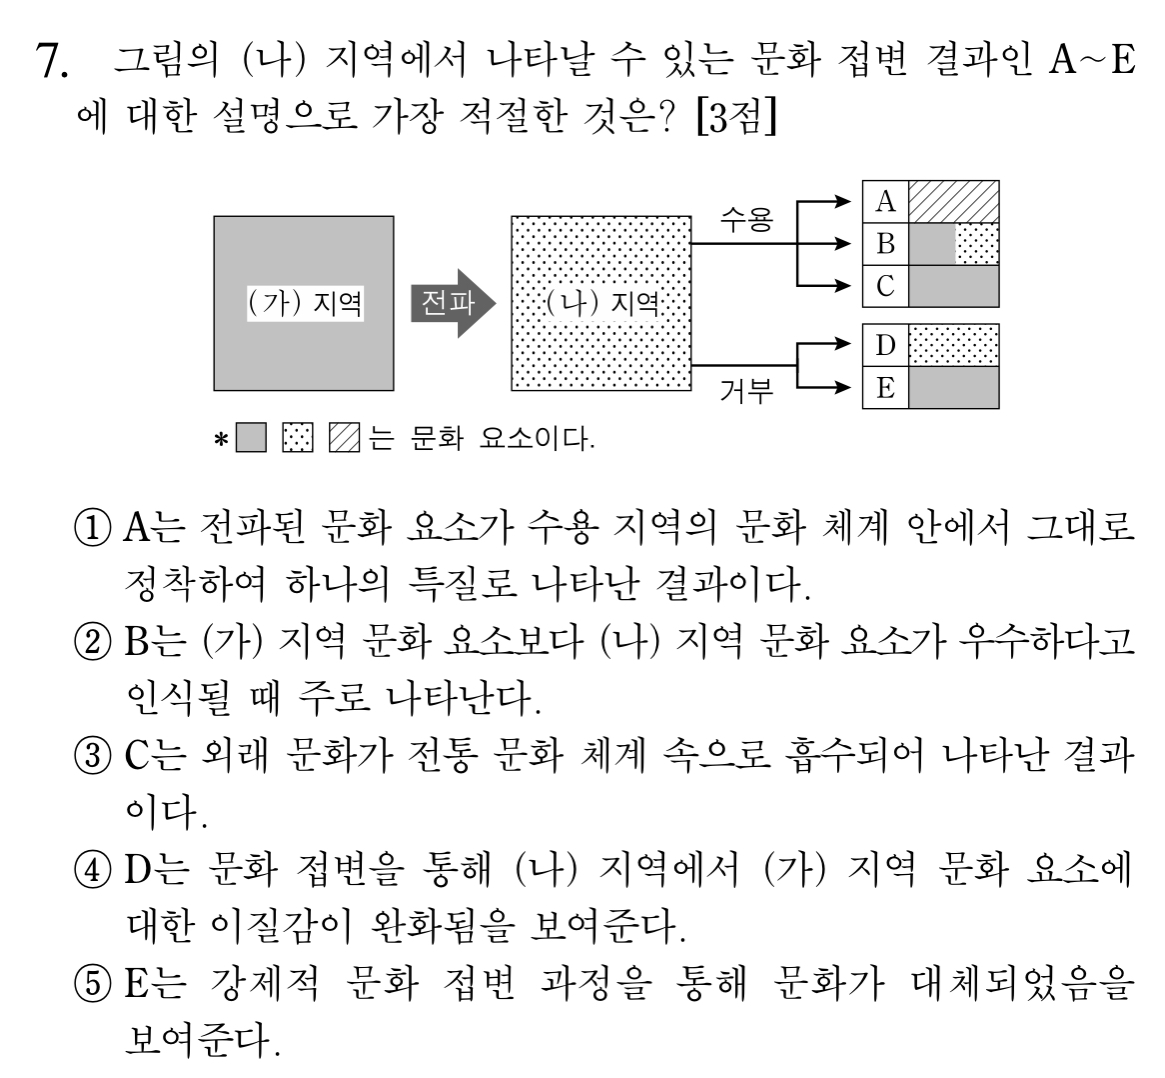 7. 그림의 (나) 지역에서 나타날 수 있는 문화 접변 결과인 A~E
에 대한 설명으로 가장 적절한 것은? [3점]
(가) 지역
전파
(나) 지역
수용
거부
A
B
C
D
E
* 는 문화 요소이다.
① A는 전파된 문화 요소가 수용 지역의 문화 체계 안에서 그대로
정착하여 하나의 특질로 나타난 결과이다.
② B는 (가) 지역 문화 요소보다 (나) 지역 문화 요소가 우수하다고
인식될 때 주로 나타난다.
③ C는 외래 문화가 전통 문화 체계 속으로 흡수되어 나타난 결과
이다.
④ D는 문화 접변을 통해 (나) 지역에서 (가) 지역 문화 요소에
대한 이질감이 완화됨을 보여준다.
⑤ E는 강제적 문화 접변 과정을 통해 문화가 대체되었음을
보여준다.